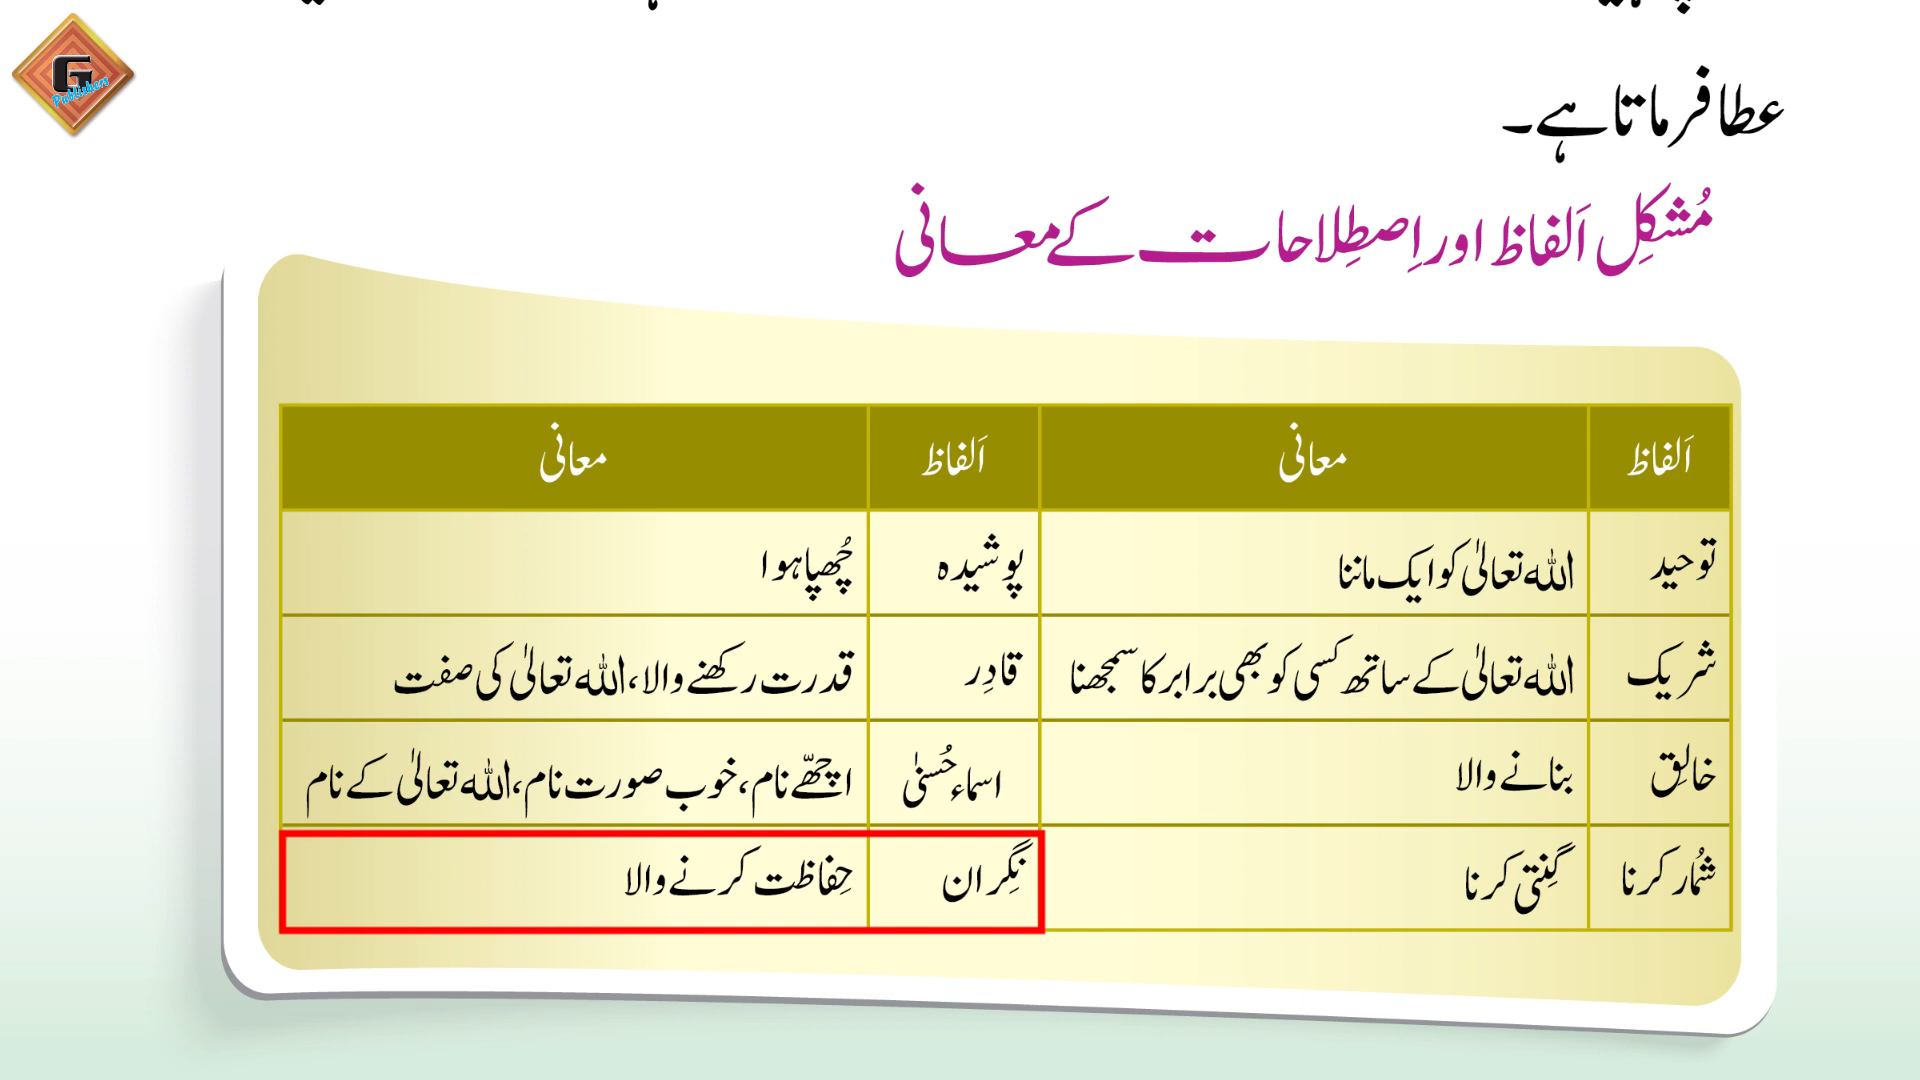 G
Publishers
عطا فرماتا ہے۔
مُشکِل اَلفاظ اور اِصطِلاحات کے معانی
اَلفاظ معانی اَلفاظ معانی
توحید اللہ تعالیٰ کو ایک ماننا پوشیدہ چُھپا ہوا
شریک اللہ تعالیٰ کے ساتھ کسی کو بھی برابر کا سمجھنا قادِر قدرت رکھنے والا، اللہ تعالیٰ کی صفت
خالِق بنانے والا اسماء حُسنیٰ اچھّے نام، خوب صورت نام، اللہ تعالیٰ کے نام
شُمار کرنا گِنتی کرنا نِگران حِفاظت کرنے والا